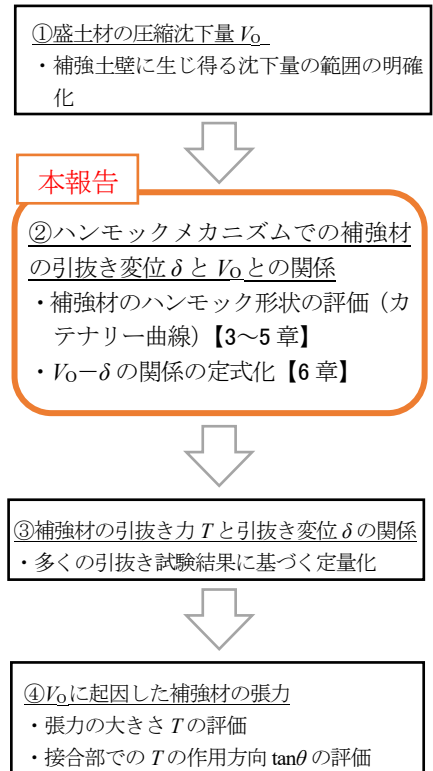 ①盛土材の圧縮沈下量 VO
・補強土壁に生じ得る沈下量の範囲の明確
化
本報告
②ハンモックメカニズムでの補強材
の引抜き変位 δ と VO との関係
・補強材のハンモック形状の評価（カ
テナリー曲線）【3～5 章】
・VO－δ の関係の定式化【6 章】
③補強材の引抜き力 T と引抜き変位 δ の関係
・多くの引抜き試験結果に基づく定量化
④VO に起因した補強材の張力
・張力の大きさ T の評価
・接合部での T の作用方向 tanθ の評価